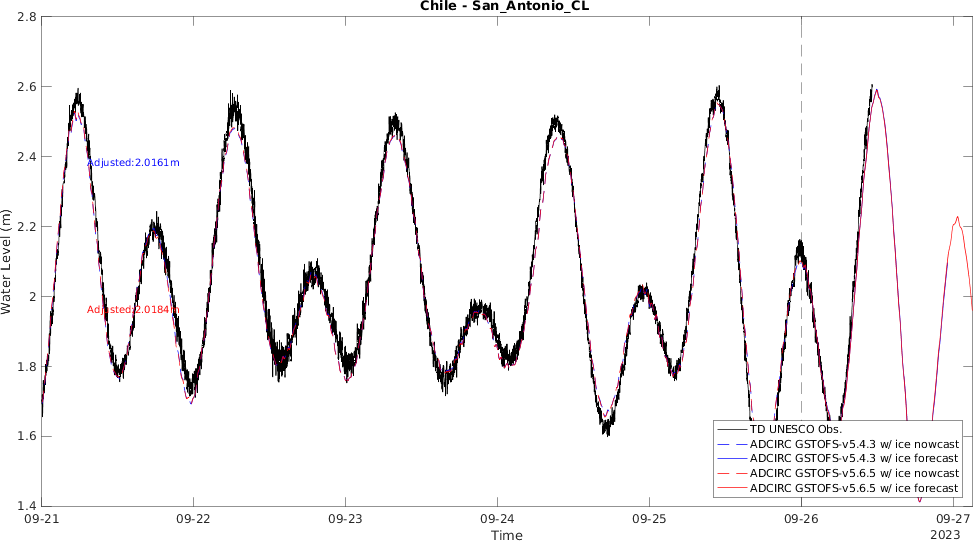 Chile - San_Antonio_CL
2.8
2.6
2.4
2.2
2
1.8
1.6
1.4
Water Level (m)
Adjusted:2.0161m
Adjusted:2.0184m
TD UNESCO Obs.
ADCIRC GSTOFS-v5.4.3 w/ ice nowcast
ADCIRC GSTOFS-v5.4.3 w/ ice forecast
ADCIRC GSTOFS-v5.6.5 w/ ice nowcast
ADCIRC GSTOFS-v5.6.5 w/ ice forecast
09-21
09-22
09-23
09-24
09-25
09-26
09-27
Time
2023